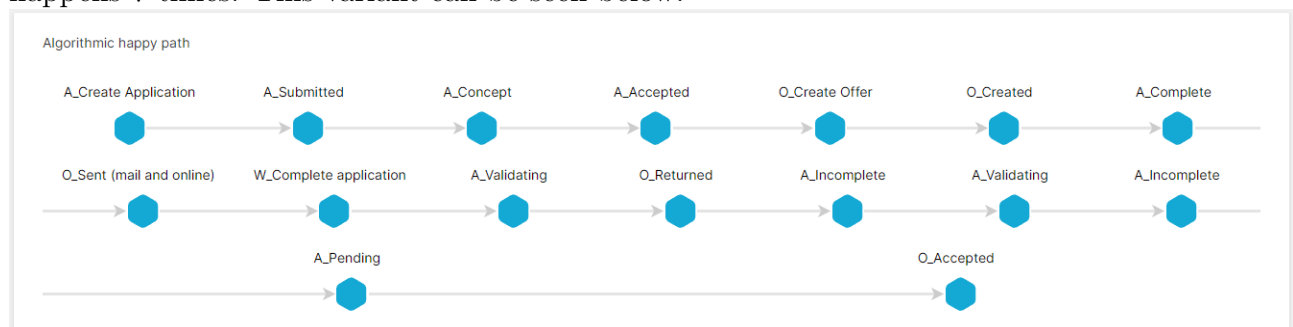 Algorithmic happy path
A_Create Application A_Submitted A_Concept A_Accepted O_Create Offer O_Created A_Complete
O_Sent (mail and online) W_Complete application A_Validating O_Returned A_Incomplete A_Validating A_Incomplete
A_Pending O_Accepted